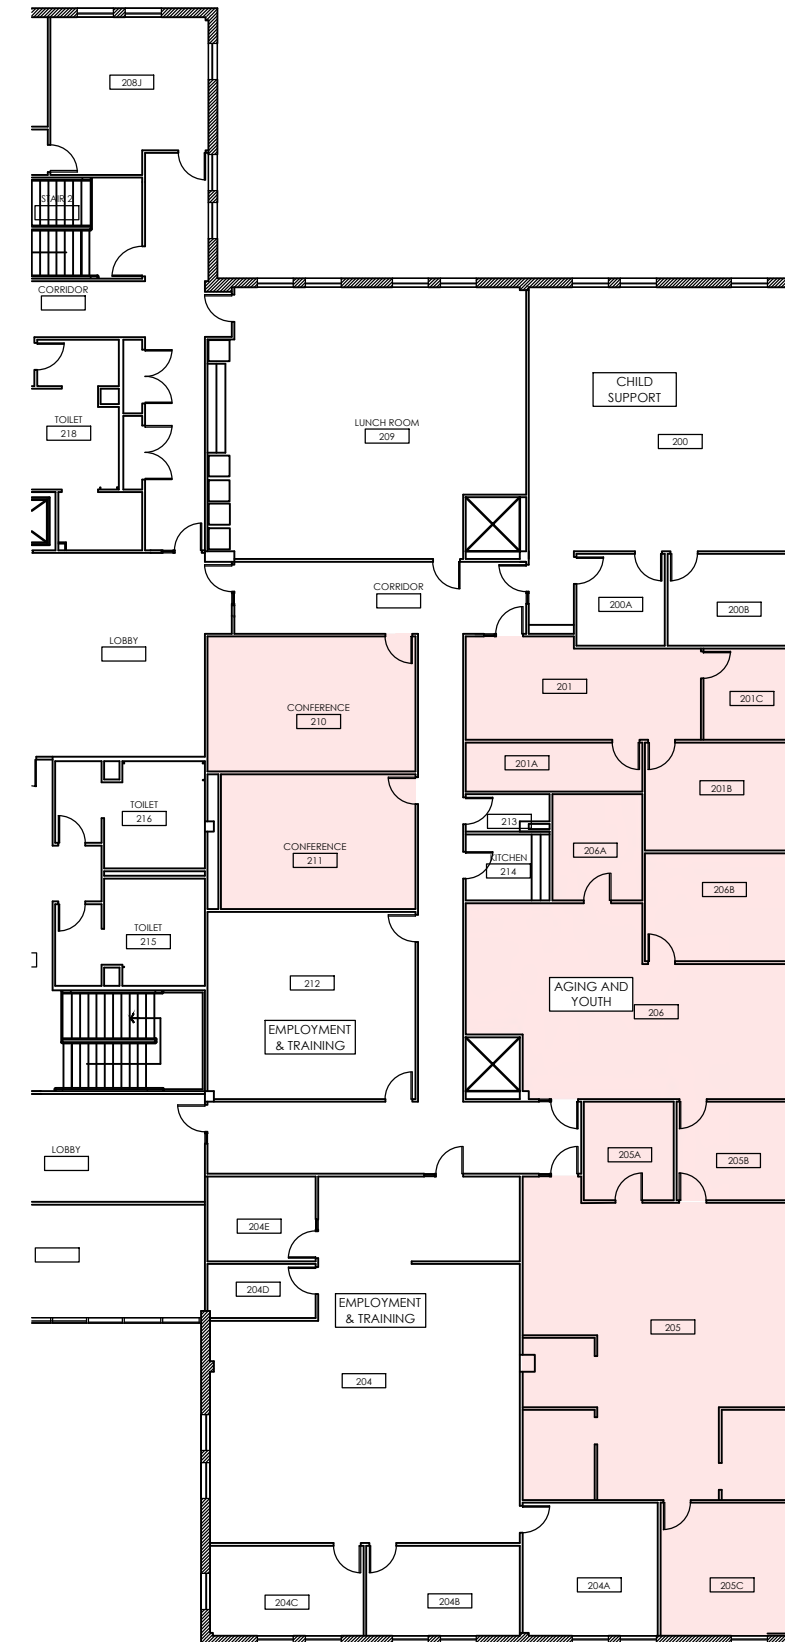 208J
STAIR 2
CORRIDOR
CHILD
SUPPORT
TOILET
218
LUNCH ROOM
209
200
CORRIDOR
200A
200B
LOBBY
201
201C
CONFERENCE
210
201A
201B
TOILET
216
213
CONFERENCE
211
206A
KITCHEN
214
206B
TOILET
215
212
AGING AND
YOUTH
206
EMPLOYMENT
& TRAINING
LOBBY
205A
205B
204E
204D
EMPLOYMENT
& TRAINING
205
204
204C
204B
204A
205C